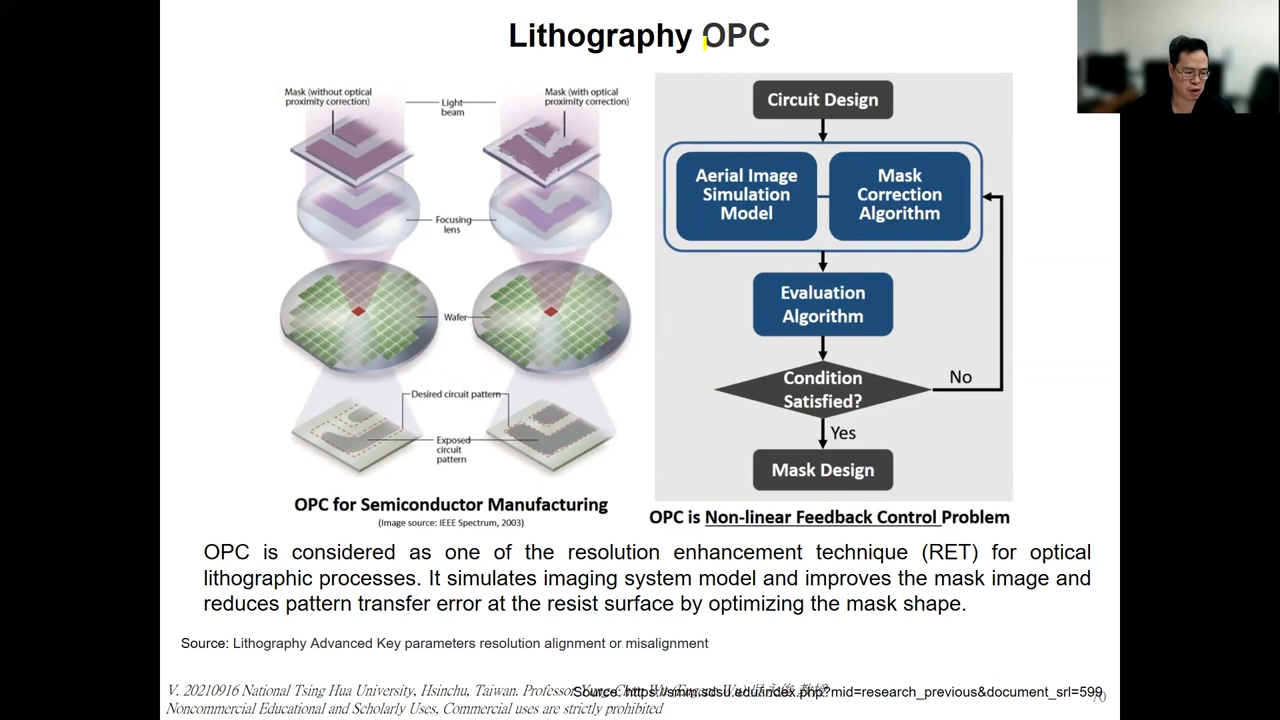 Lithography OPC
Mask (without optical
proximity correction)
Light
beam
Mask (with optical
proximity correction)
Focusing
lens
Wafer
Desired circuit pattern
Exposed
circuit
pattern
OPC for Semiconductor Manufacturing
(Image source: IEEE Spectrum, 2003)
Circuit Design
Aerial Image
Simulation
Model
Mask
Correction
Algorithm
Evaluation
Algorithm
Condition
Satisfied?
No
Yes
Mask Design
OPC is Non-linear Feedback Control Problem
OPC is considered as one of the resolution enhancement technique (RET) for optical
lithographic processes. It simulates imaging system model and improves the mask image and
reduces pattern transfer error at the resist surface by optimizing the mask shape.
Source: Lithography Advanced Key parameters resolution alignment or misalignment
V. 20210916 National Tsing Hua University, Hsinchu, Taiwan. Professor
Source: https://smwr.sdsu.edu/index.php?mid=research_previous&document_srl=599
70
Noncommercial Educational and Scholarly Uses, Commercial uses are strictly prohibited